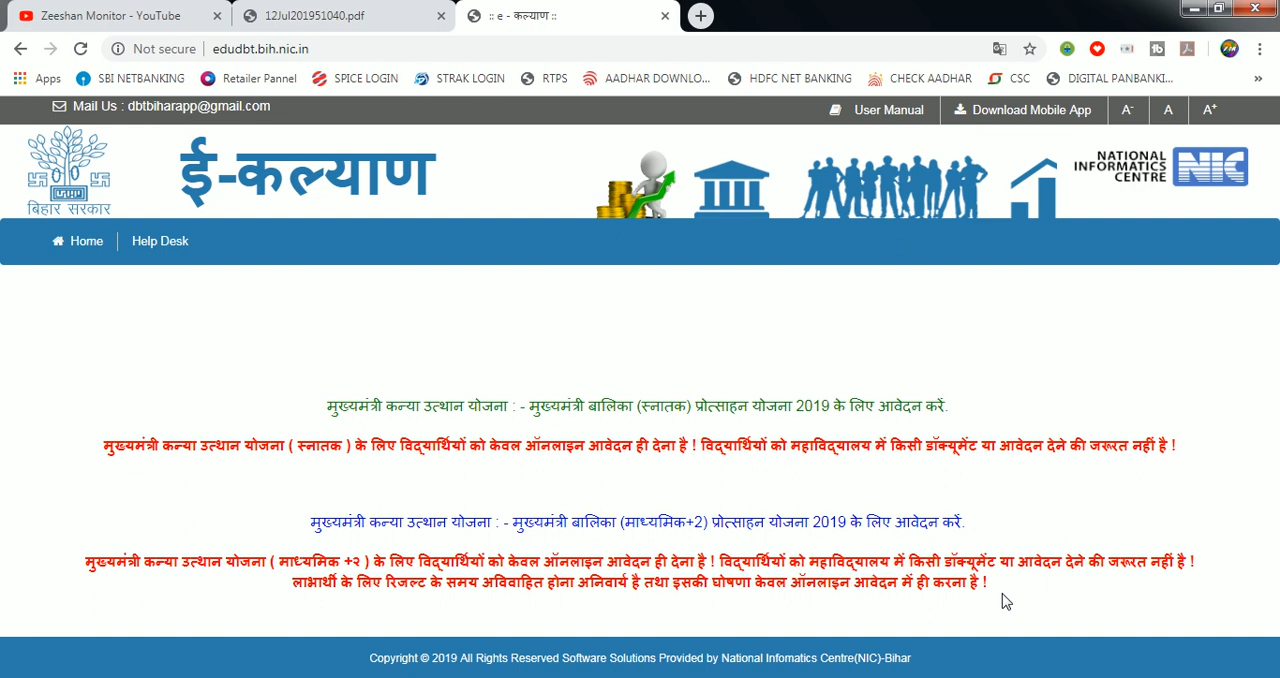 Zeeshan Monitor - YouTube
12Jul201951040.pdf
:: e - कल्याण ::
Not secure
edudbt.bih.nic.in
Apps
SBI NETBANKING
Retailer Pannel
SPICE LOGIN
STRAK LOGIN
RTPS
AADHAR DOWNLO...
HDFC NET BANKING
CHECK AADHAR
CSC
DIGITAL PANBANKI...
»
Mail Us : dbtbiharapp@gmail.com
User Manual
Download Mobile App
A-
A
A+
बिहार सरकार
ई-कल्याण
NATIONAL
INFORMATICS
CENTRE
NIC
Home
Help Desk
मुख्यमंत्री कन्या उत्थान योजना : - मुख्यमंत्री बालिका (स्नातक) प्रोत्साहन योजना 2019 के लिए आवेदन करें.
मुख्यमंत्री कन्या उत्थान योजना ( स्नातक ) के लिए विद्यार्थियों को केवल ऑनलाइन आवेदन ही देना है ! विद्यार्थियों को महाविद्यालय में किसी डॉक्यूमेंट या आवेदन देने की जरूरत नहीं है !
मुख्यमंत्री कन्या उत्थान योजना : - मुख्यमंत्री बालिका (माध्यमिक+2) प्रोत्साहन योजना 2019 के लिए आवेदन करें.
मुख्यमंत्री कन्या उत्थान योजना ( माध्यमिक +२ ) के लिए विद्यार्थियों को केवल ऑनलाइन आवेदन ही देना है ! विद्यार्थियों को महाविद्यालय में किसी डॉक्यूमेंट या आवेदन देने की जरूरत नहीं है !
लाभार्थी के लिए रिजल्ट के समय अविवाहित होना अनिवार्य है तथा इसकी घोषणा केवल ऑनलाइन आवेदन में ही करना है !
Copyright © 2019 All Rights Reserved Software Solutions Provided by National Infomatics Centre(NIC)-Bihar